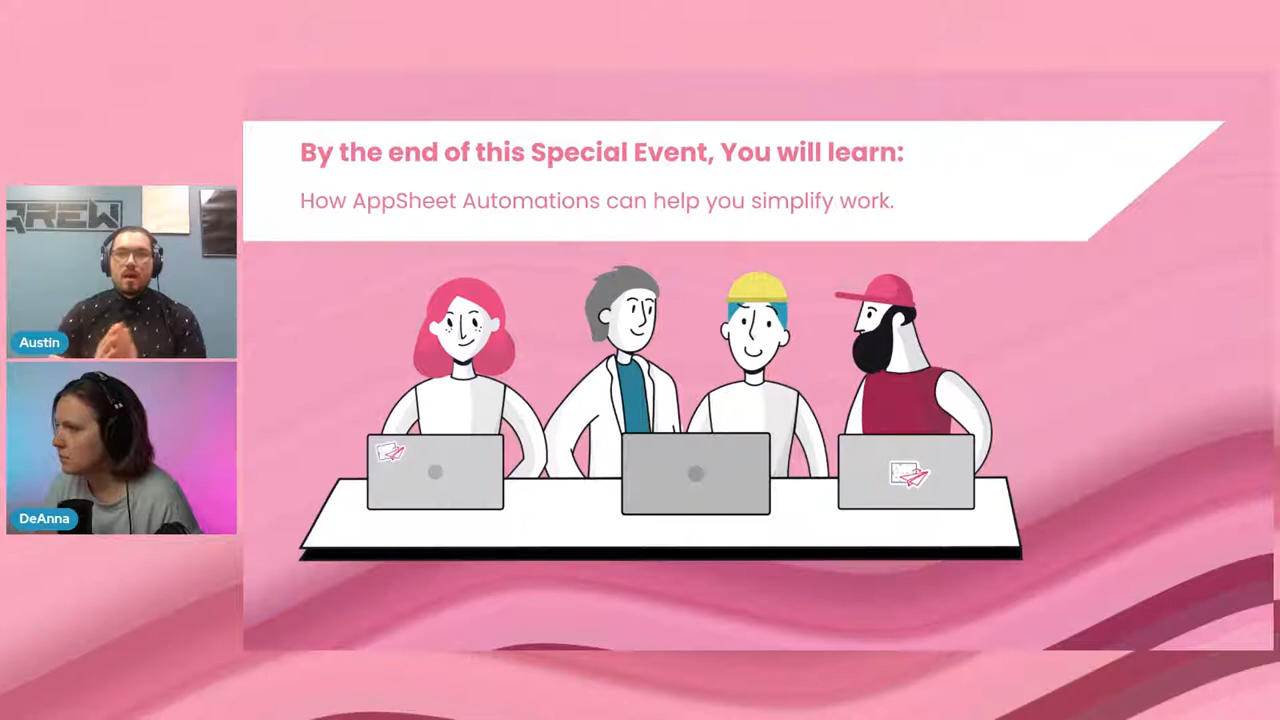 By the end of this Special Event, You will learn:
How AppSheet Automations can help you simplify work.
QREW
Austin
DeAnna